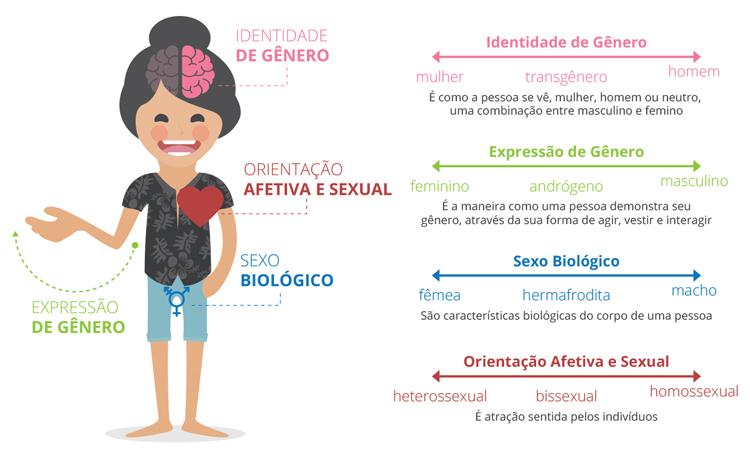 IDENTIDADE
DE GÊNERO
ORIENTAÇÃO
AFETIVA E SEXUAL
SEXO
BIOLÓGICO
EXPRESSÃO
DE GÊNERO
Identidade de Gênero
mulher transgênero homem
É como a pessoa se vê, mulher, homem ou neutro,
uma combinação entre masculino e femino
Expressão de Gênero
feminino andrógeno masculino
É a maneira como uma pessoa demonstra seu
gênero, através da sua forma de agir, vestir e interagir
Sexo Biológico
fêmea hermafrodita macho
São características biológicas do corpo de uma pessoa
Orientação Afetiva e Sexual
heterossexual bissexual homossexual
É atração sentida pelos indivíduos